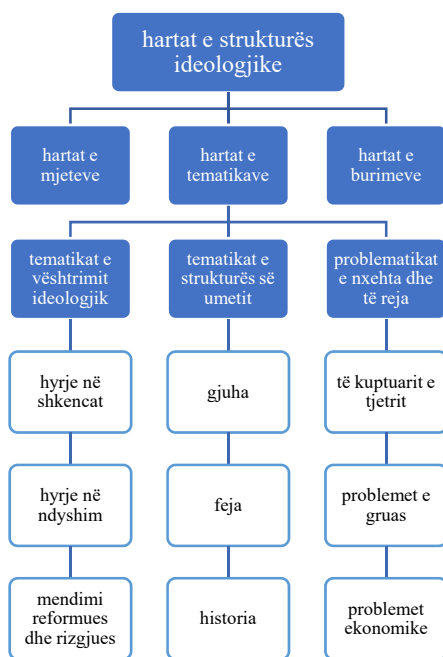 hartat e strukturës
ideologjike
hartat e
mjeteve
hartat e
tematikave
hartat e
burimeve
tematikat e
vështrimit
ideologjik
tematikat e
strukturës së
umetit
problematikat
e nxehta dhe
të reja
hyrje në
shkencat
gjuha
të kuptuarit e
tjetrit
hyrje në
ndyshim
feja
problemet e
gruas
mendimi
reformues
dhe rizgjues
historia
problemet
ekonomike